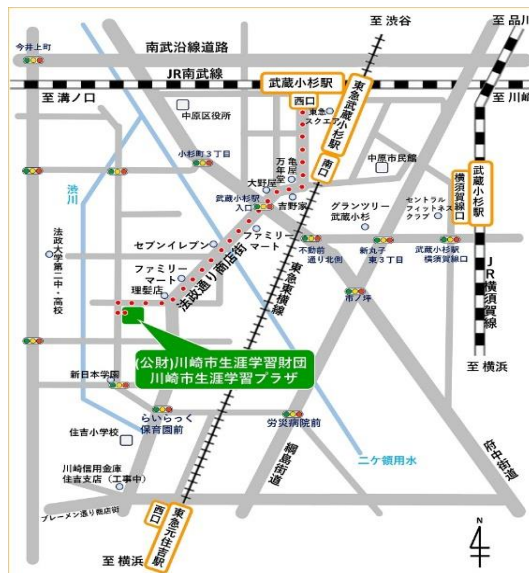 至 渋谷
至 品川
今井上町
南武沿線道路
JR南武線
武蔵小杉駅
西口
東急武蔵小杉駅
南口
至 溝ノ口
至 川崎
中原区役所
東急
スクエア
小杉町3丁目
亀屋
万年堂
大野屋
中原市民館
武蔵小杉駅
横須賀線口
武蔵小杉駅
入口
吉野家
グランツリー
武蔵小杉
セントラル
フィットネス
クラブ
渋川
法政大学第二中・高校
セブンイレブン
ファミリー
マート
不動前
通り北側
新丸子
東3丁目
武蔵小杉駅
横須賀線口
ファミリー
マート
理髪店
法政通り商店街
東急東横線
市ノ坪
JR横須賀線
(公財)川崎市生涯学習財団
川崎市生涯学習プラザ
至 横浜
新日本学園
らいらっく
保育園前
労災病院前
住吉小学校
綱島街道
二ケ領用水
府中街道
川崎信用金庫
住吉支店(工事中)
ブレーメン通り商店街
西口
東急元住吉駅
至 横浜
N